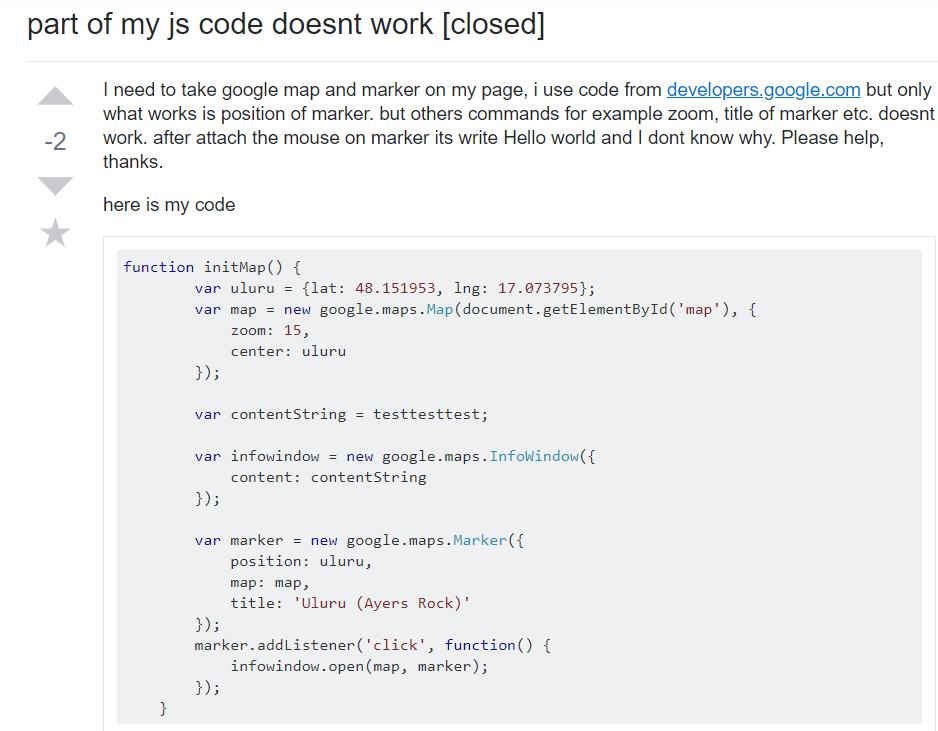 part of my js code doesnt work [closed]
I need to take google map and marker on my page, i use code from developers.google.com but only
what works is position of marker. but others commands for example zoom, title of marker etc. doesnt
-2
work. after attach the mouse on marker its write Hello world and I dont know why. Please help,
thanks.
here is my code
function initMap() {
        var uluru = {lat: 48.151953, lng: 17.073795};
        var map = new google.maps.Map(document.getElementById('map'), {
            zoom: 15,
            center: uluru
        });
        var contentString = testtesttest;
        var infowindow = new google.maps.InfoWindow({
            content: contentString
        });
        var marker = new google.maps.Marker({
            position: uluru,
            map: map,
            title: 'Uluru (Ayers Rock)'
        });
        marker.addListener('click', function() {
            infowindow.open(map, marker);
        });
    }